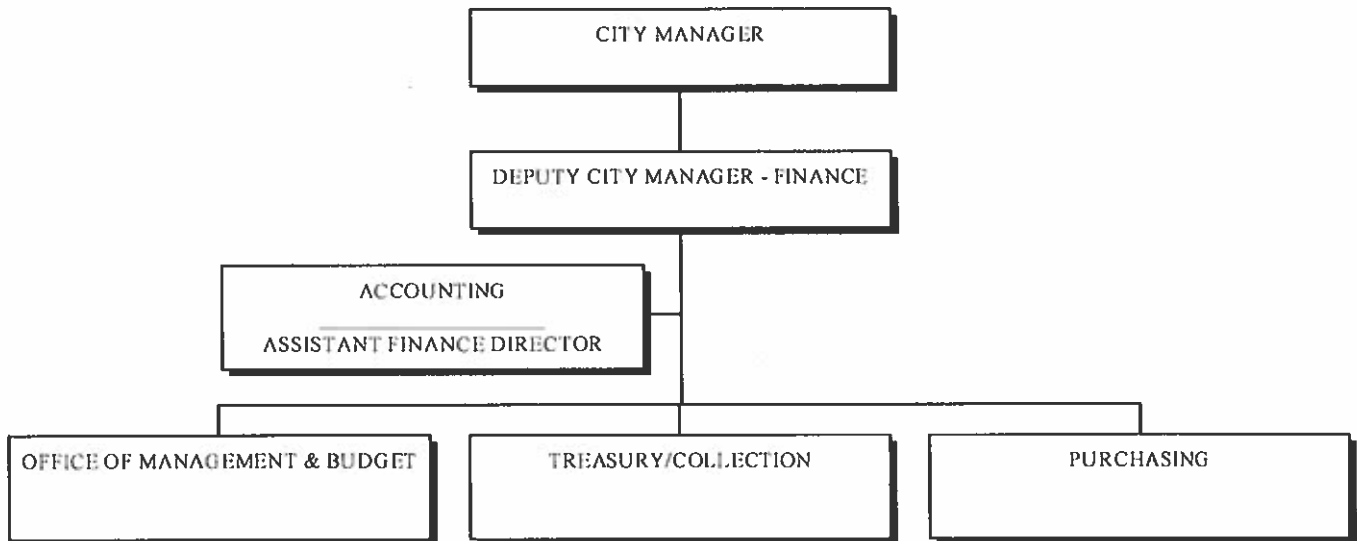 CITY MANAGER
DEPUTY CITY MANAGER - FINANCE
ACCOUNTING
ASSISTANT FINANCE DIRECTOR
OFFICE OF MANAGEMENT & BUDGET
TREASURY/COLLECTION
PURCHASING